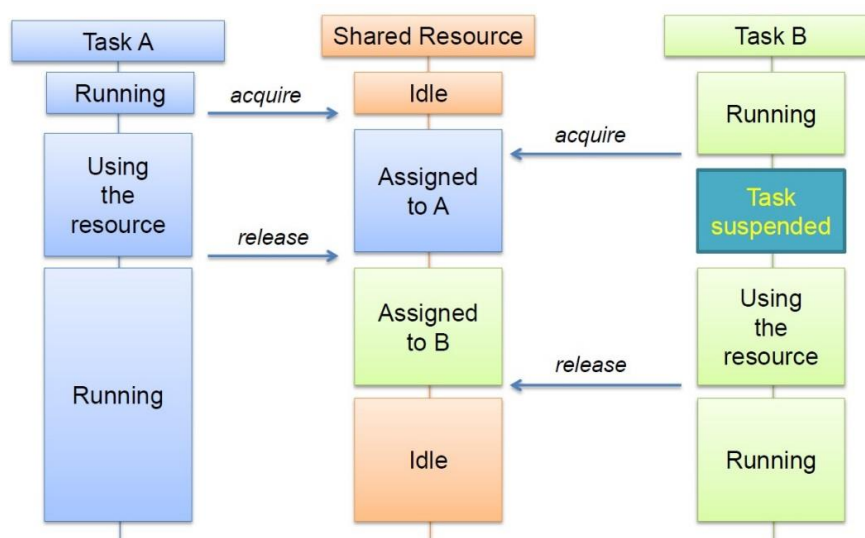 Task A
Shared Resource
Task B
Running
acquire
Idle
Running
Using
the
resource
acquire
Assigned
to A
Task
suspended
release
Running
Assigned
to B
Using
the
resource
release
Idle
Running